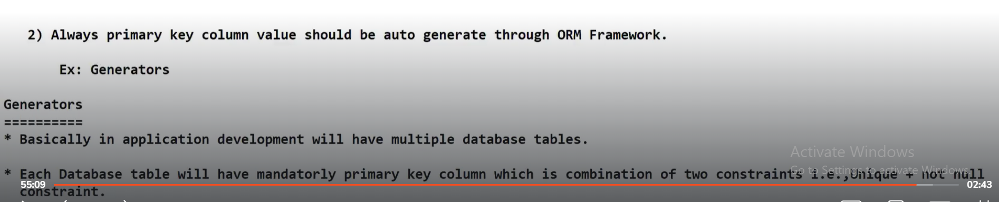 2) Always primary key column value should be auto generate through ORM Framework.
Ex: Generators
Generators
==========
* Basically in application development will have multiple database tables.
Activate Windows
Go to Settings to activate Windows.
* Each Database table will have mandatorly primary key column which is combination of two constraints i.e.,Unique + not null
55:09
02:43
constraint.